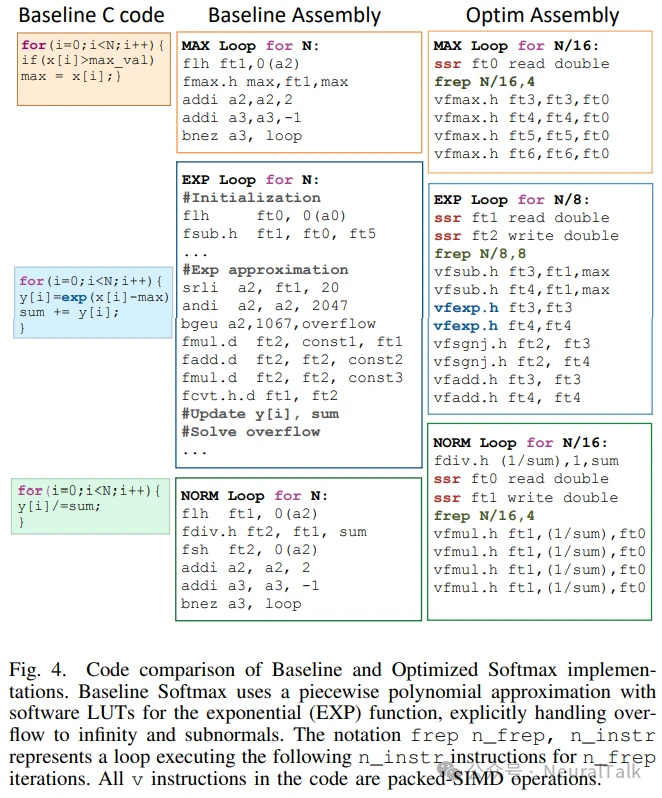 Baseline C code
for(i=0;i<N;i++){
if(x[i]>max_val)
max = x[i];}
for(i=0;i<N;i++){
y[i]=exp(x[i]-max)
sum += y[i];
}
for(i=0;i<N;i++){
y[i]/=sum;
}
Baseline Assembly
MAX Loop for N:
flh ft1,0(a2)
fmax.h max,ft1,max
addi a2,a2,2
addi a3,a3,-1
bnez a3, loop
EXP Loop for N:
#Initialization
flh ft0, 0(a0)
fsub.h ft1, ft0, ft5
...
#Exp approximation
srli a2, ft1, 20
andi a2, a2, 2047
bgeu a2,1067,overflow
fmul.d ft2, const1, ft1
fadd.d ft2, ft2, const2
fmul.d ft2, ft2, const3
fcvt.h.d ft1, ft2
#Update y[i], sum
#Solve overflow
...
NORM Loop for N:
flh ft1, 0(a2)
fdiv.h ft2, ft1, sum
fsh ft2, 0(a2)
addi a2, a2, 2
addi a3, a3, -1
bnez a3, loop
Optim Assembly
MAX Loop for N/16:
ssr ft0 read double
frep N/16,4
vfmax.h ft3,ft3,ft0
vfmax.h ft4,ft4,ft0
vfmax.h ft5,ft5,ft0
vfmax.h ft6,ft6,ft0
EXP Loop for N/8:
ssr ft1 read double
ssr ft2 write double
frep N/8,8
vfsub.h ft3,ft1,max
vfsub.h ft4,ft1,max
vfexp.h ft3,ft3
vfexp.h ft4,ft4
vfsgnj.h ft2, ft3
vfsgnj.h ft2, ft4
vfadd.h ft3, ft3
vfadd.h ft4, ft4
NORM Loop for N/16:
fdiv.h (1/sum),1,sum
ssr ft0 read double
ssr ft1 write double
frep N/16,4
vfmul.h ft1,(1/sum),ft0
vfmul.h ft1,(1/sum),ft0
vfmul.h ft1,(1/sum),ft0
vfmul.h ft1,(1/sum),ft0
Fig. 4. Code comparison of Baseline and Optimized Softmax implemen-
tations. Baseline Softmax uses a piecewise polynomial approximation with
software LUTs for the exponential (EXP) function, explicitly handling over-
flow to infinity and subnormals. The notation frep n_frep, n_instr
represents a loop executing the following n_instr instructions for n_frep
iterations. All v instructions in the code are packed-SIMD operations.
公众号 · NeuralTalk